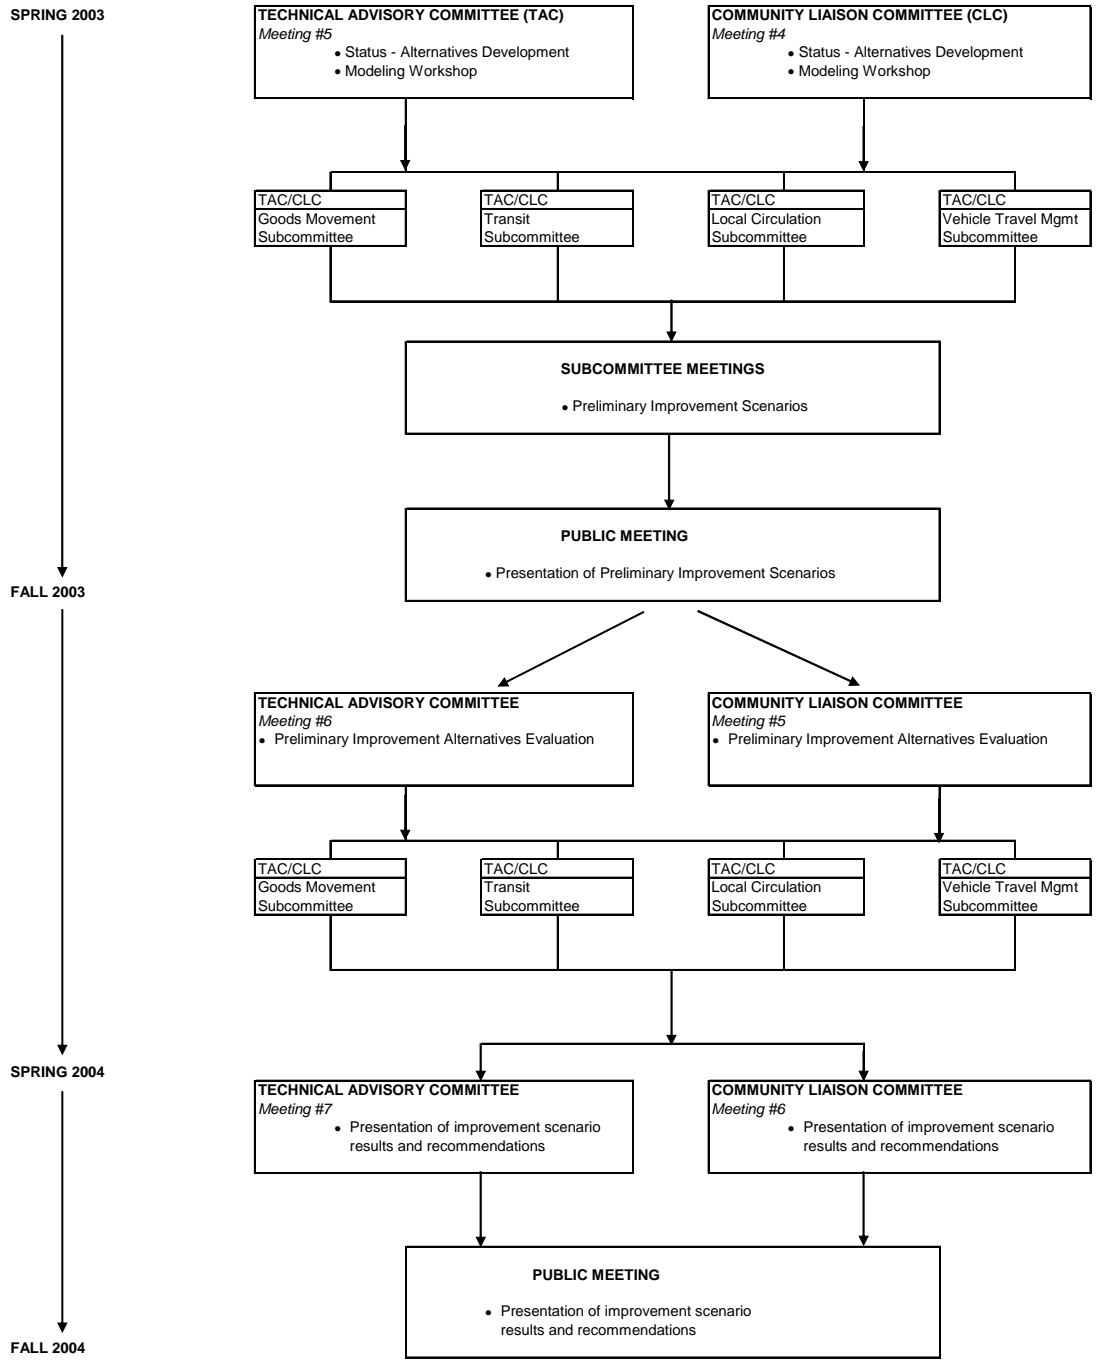 SPRING 2003
TECHNICAL ADVISORY COMMITTEE (TAC)
Meeting #5
• Status - Alternatives Development
• Modeling Workshop
COMMUNITY LIAISON COMMITTEE (CLC)
Meeting #4
• Status - Alternatives Development
• Modeling Workshop
TAC/CLC
Goods Movement
Subcommittee
TAC/CLC
Transit
Subcommittee
TAC/CLC
Local Circulation
Subcommittee
TAC/CLC
Vehicle Travel Mgmt
Subcommittee
SUBCOMMITTEE MEETINGS
• Preliminary Improvement Scenarios
PUBLIC MEETING
• Presentation of Preliminary Improvement Scenarios
FALL 2003
TECHNICAL ADVISORY COMMITTEE
Meeting #6
• Preliminary Improvement Alternatives Evaluation
COMMUNITY LIAISON COMMITTEE
Meeting #5
• Preliminary Improvement Alternatives Evaluation
TAC/CLC
Goods Movement
Subcommittee
TAC/CLC
Transit
Subcommittee
TAC/CLC
Local Circulation
Subcommittee
TAC/CLC
Vehicle Travel Mgmt
Subcommittee
SPRING 2004
TECHNICAL ADVISORY COMMITTEE
Meeting #7
• Presentation of improvement scenario
results and recommendations
COMMUNITY LIAISON COMMITTEE
Meeting #6
• Presentation of improvement scenario
results and recommendations
PUBLIC MEETING
• Presentation of improvement scenario
results and recommendations
FALL 2004